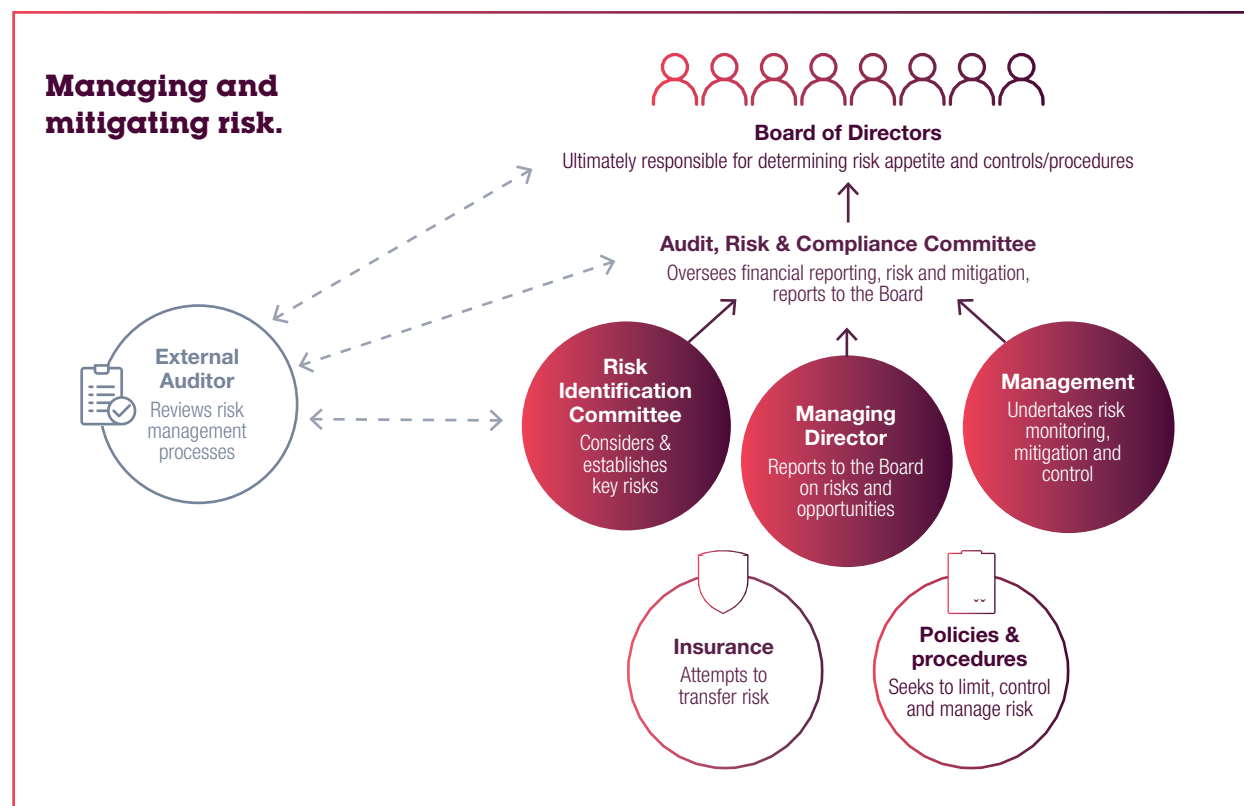 Managing and
mitigating risk.
Board of Directors
Ultimately responsible for determining risk appetite and controls/procedures
Audit, Risk & Compliance Committee
Oversees financial reporting, risk and mitigation,
reports to the Board
External
Auditor
Reviews risk
management
processes
Risk
Identification
Committee
Considers &
establishes
key risks
Managing
Director
Reports to the Board
on risks and
opportunities
Management
Undertakes risk
monitoring,
mitigation and
control
Insurance
Attempts to
transfer risk
Policies &
procedures
Seeks to limit, control
and manage risk